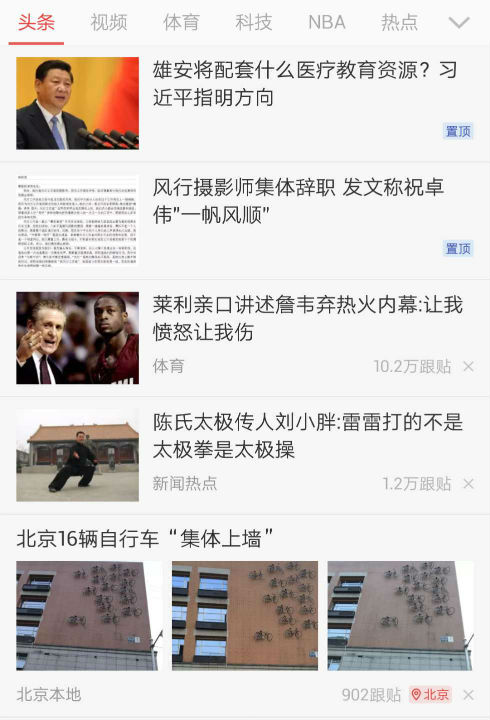 头条 视频 体育 科技 NBA 热点
雄安将配套什么医疗教育资源？习
近平指明方向
置顶
风行摄影师集体辞职 发文称祝卓
伟"一帆风顺"
置顶
莱利亲口讲述詹韦弃热火内幕:让我
愤怒让我伤
体育 10.2万跟贴
陈氏太极传人刘小胖:雷雷打的不是
太极拳是太极操
新闻热点 1.2万跟贴
北京16辆自行车“集体上墙”
北京本地 902跟贴 北京